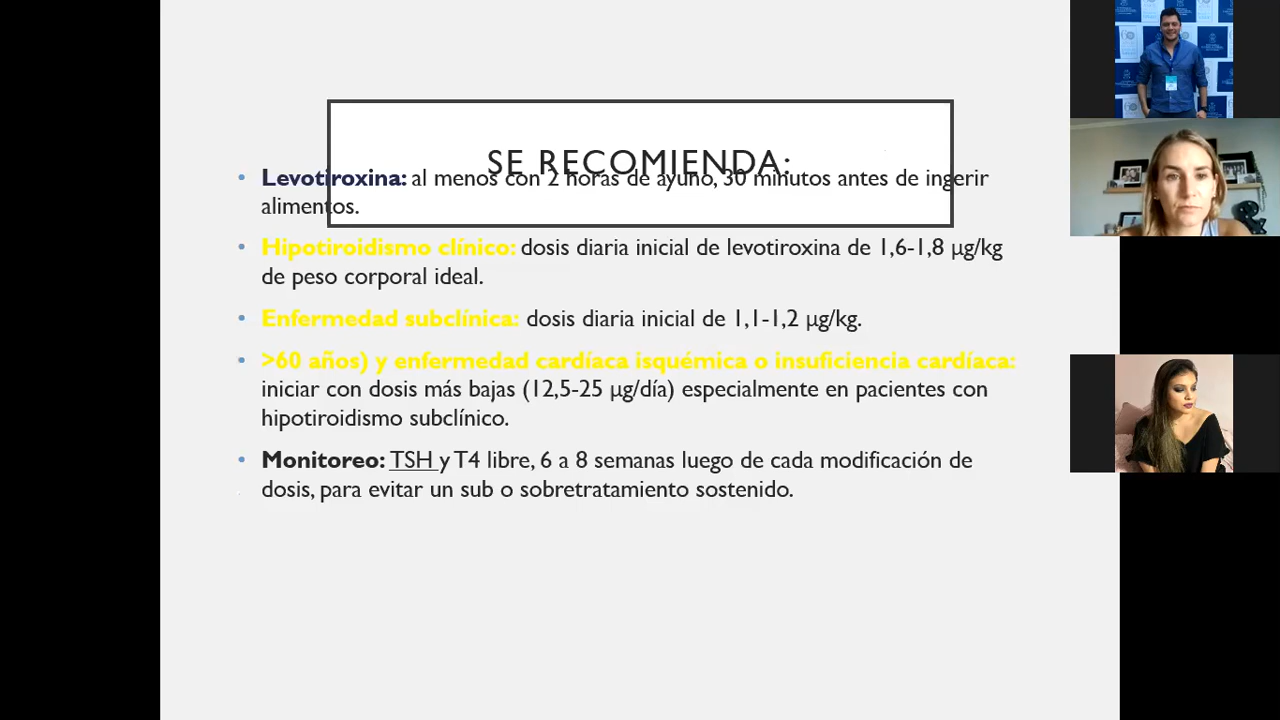 SE RECOMIENDA:
• Levotiroxina: al menos con 2 horas de ayuno, 30 minutos antes de ingerir
alimentos.
• Hipotiroidismo clínico: dosis diaria inicial de levotiroxina de 1,6-1,8 µg/kg
de peso corporal ideal.
• Enfermedad subclínica: dosis diaria inicial de 1,1-1,2 µg/kg.
• >60 años) y enfermedad cardíaca isquémica o insuficiencia cardíaca:
iniciar con dosis más bajas (12,5-25 µg/día) especialmente en pacientes con
hipotiroidismo subclínico.
• Monitoreo: TSH y T4 libre, 6 a 8 semanas luego de cada modificación de
dosis, para evitar un sub o sobretratamiento sostenido.